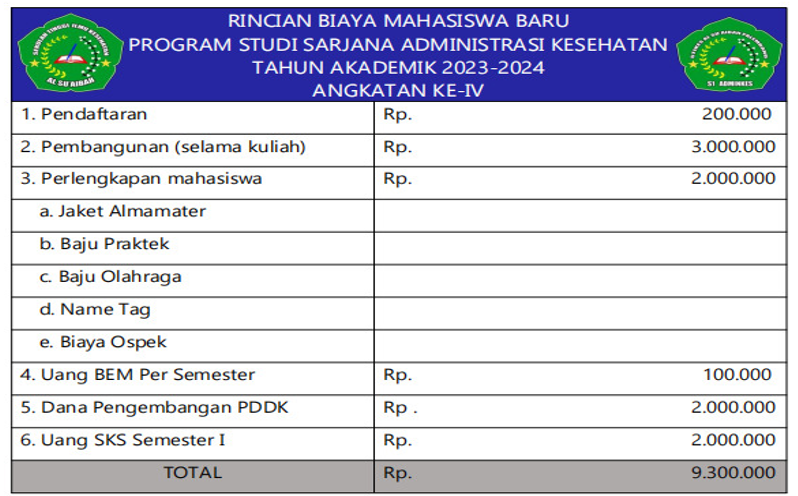 RINCIAN BIAYA MAHASISWA BARU
PROGRAM STUDI SARJANA ADMINISTRASI KESEHATAN
TAHUN AKADEMIK 2023-2024
ANGKATAN KE-IV
SEKOLAH TINGGI ILMU KESEHATAN
AL SU'AIBAH
S1 ADMINKES
1. Pendaftaran Rp. 200.000
2. Pembangunan (selama kuliah) Rp. 3.000.000
3. Perlengkapan mahasiswa Rp. 2.000.000
a. Jaket Almamater
b. Baju Praktek
c. Baju Olahraga
d. Name Tag
e. Biaya Ospek
4. Uang BEM Per Semester Rp. 100.000
5. Dana Pengembangan PDDK Rp . 2.000.000
6. Uang SKS Semester I Rp. 2.000.000
TOTAL Rp. 9.300.000